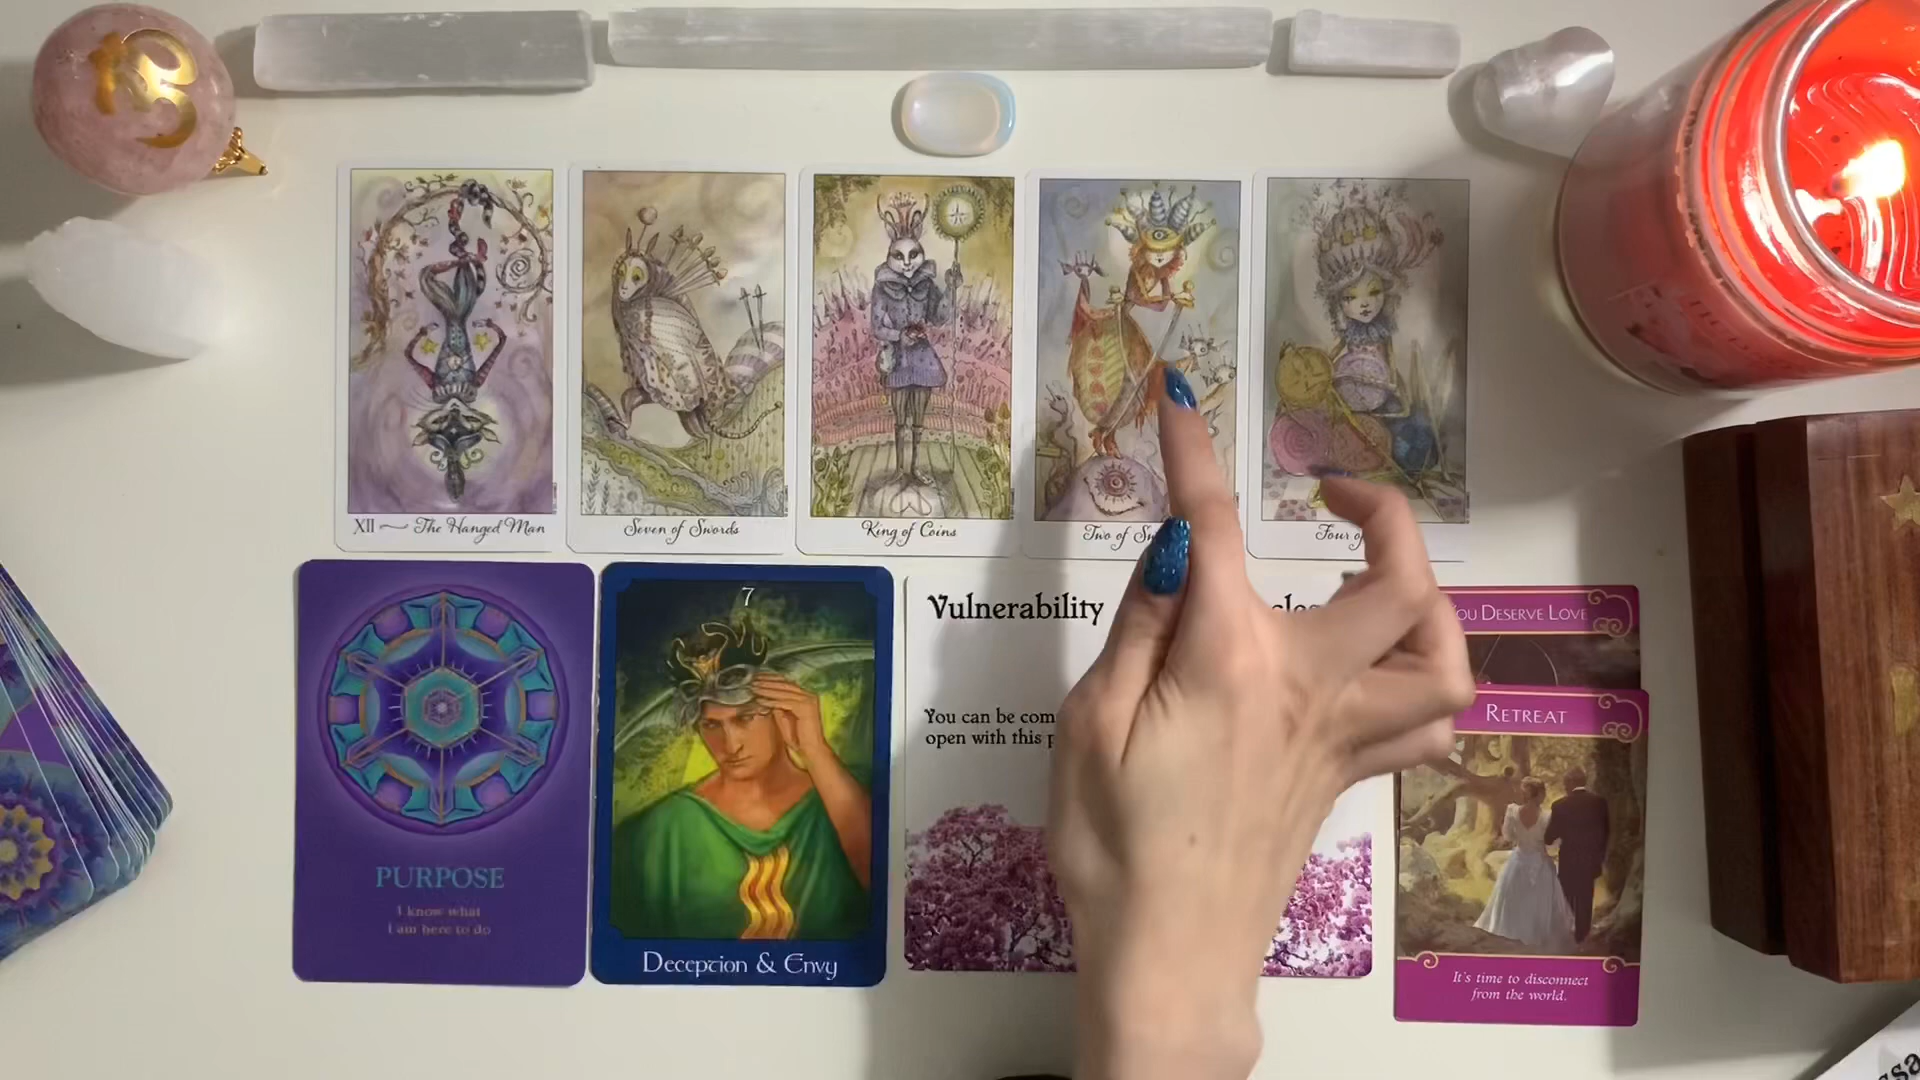 XII The Hanged Man
Seven of Swords
King of Coins
Two of
Four
PURPOSE
I know what
I am here to do
7
Deception & Envy
Vulnerability
You can be
open with this
YOU DESERVE LOVE
RETREAT
It's time to disconnect
from the world.